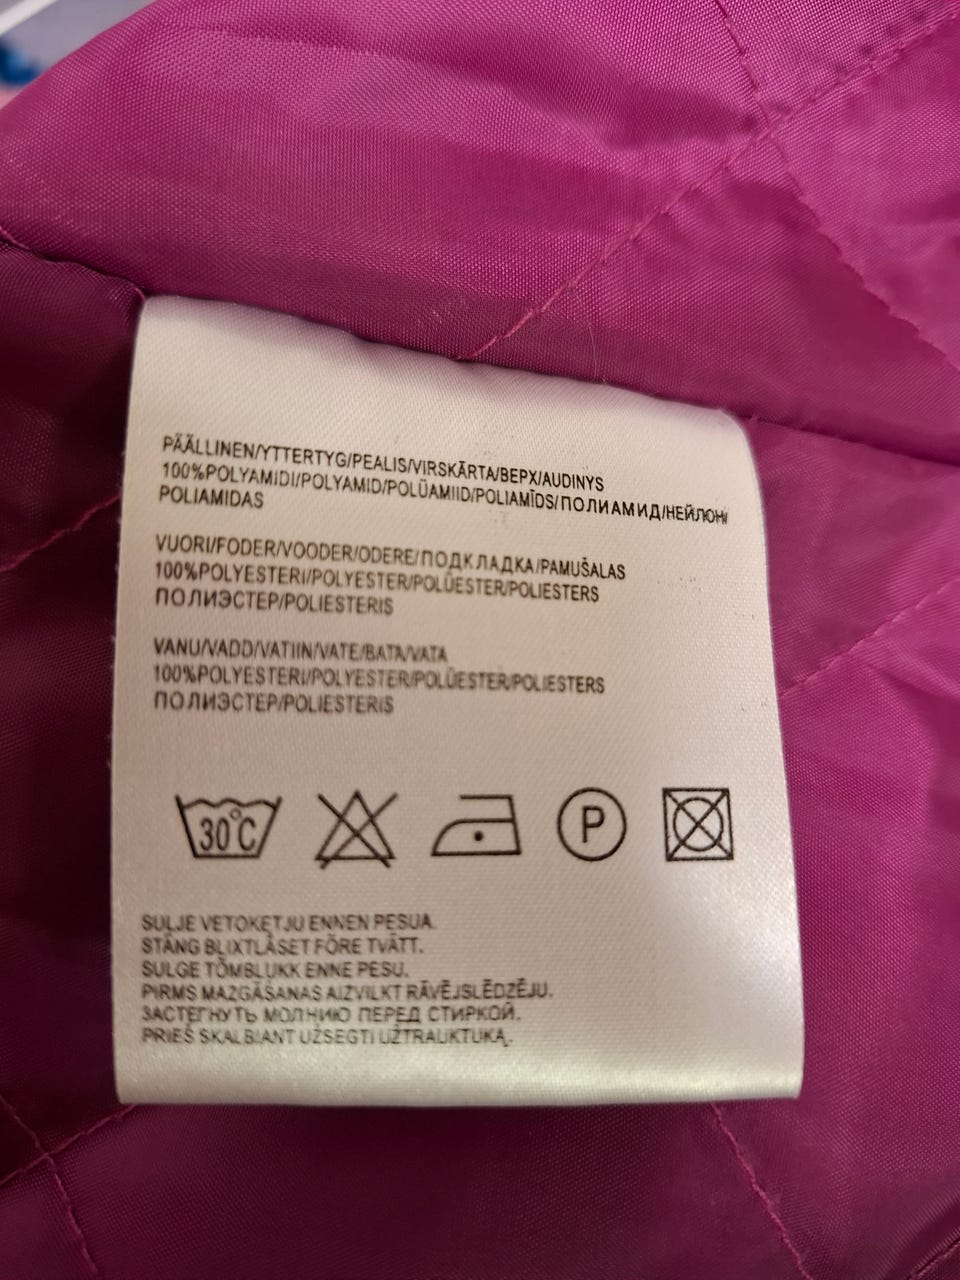 PÄÄLLINEN/YTTERTYG/PEALIS/VIRSKĀRTA/ВЕРХ/AUDINYS
100%POLYAMIDI/POLYAMID/POLÜAMIID/POLIAMĪDS/ПОЛИАМИД/НЕЙЛОН/
POLIAMIDAS
VUORI/FODER/VOODER/ODERE/ПОДКЛАДКА/PAMUŠALAS
100%POLYESTERI/POLYESTER/POLÜESTER/POLIESTERS
ПОЛИЭСТЕР/POLIESTERIS
VANU/VADD/VATIIN/VATE/ВАТА/VATA
100%POLYESTERI/POLYESTER/POLÜESTER/POLIESTERS
ПОЛИЭСТЕР/POLIESTERIS
30°C P
SULJE VETOKETJU ENNEN PESUA.
STÄNG BLIXTLÅSET FÖRE TVÄTT.
SULGE TÕMBLUKK ENNE PESU.
PIRMS MAZGĀŠANAS AIZVILKT RĀVĒJSLĒDZĒJU.
ЗАСТЕГНУТЬ МОЛНИЮ ПЕРЕД СТИРКОЙ.
PRIEŠ SKALBIANT UŽSEGTI UŽTRAUKTUKĄ.